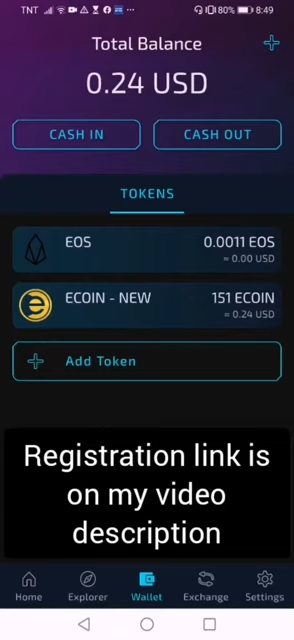 TNT 80% 8:49
Total Balance
0.24 USD
CASH IN CASH OUT
TOKENS
EOS 0.0011 EOS
≈ 0.00 USD
ECOIN - NEW 151 ECOIN
≈ 0.24 USD
Add Token
Registration link is
on my video
description
Home Explorer Wallet Exchange Settings